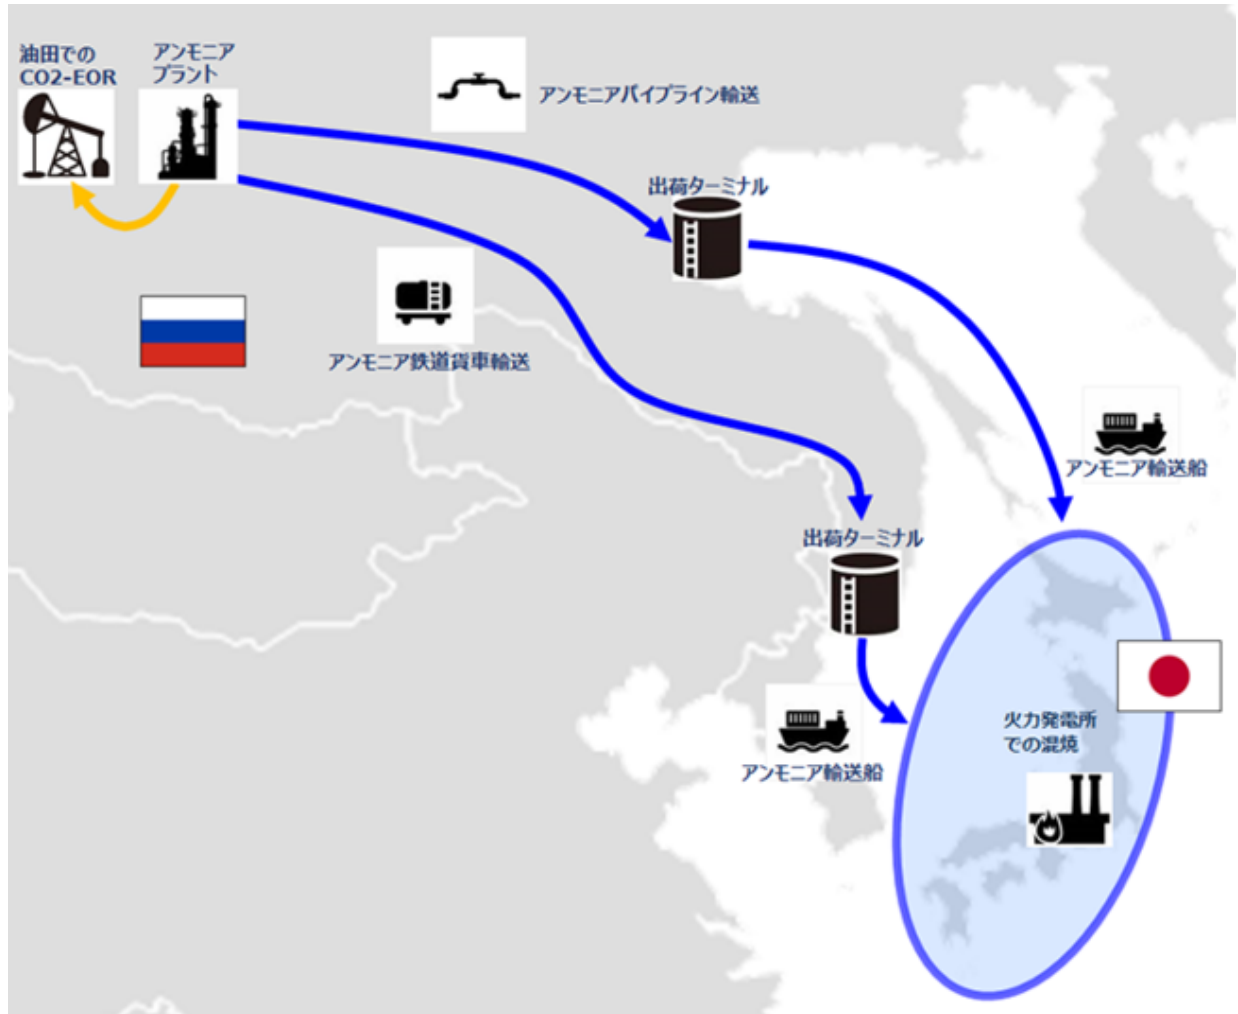 油田での
CO2-EOR
アンモニア
プラント
アンモニアパイプライン輸送
出荷ターミナル
アンモニア鉄道貨車輸送
アンモニア輸送船
出荷ターミナル
アンモニア輸送船
火力発電所
での混焼